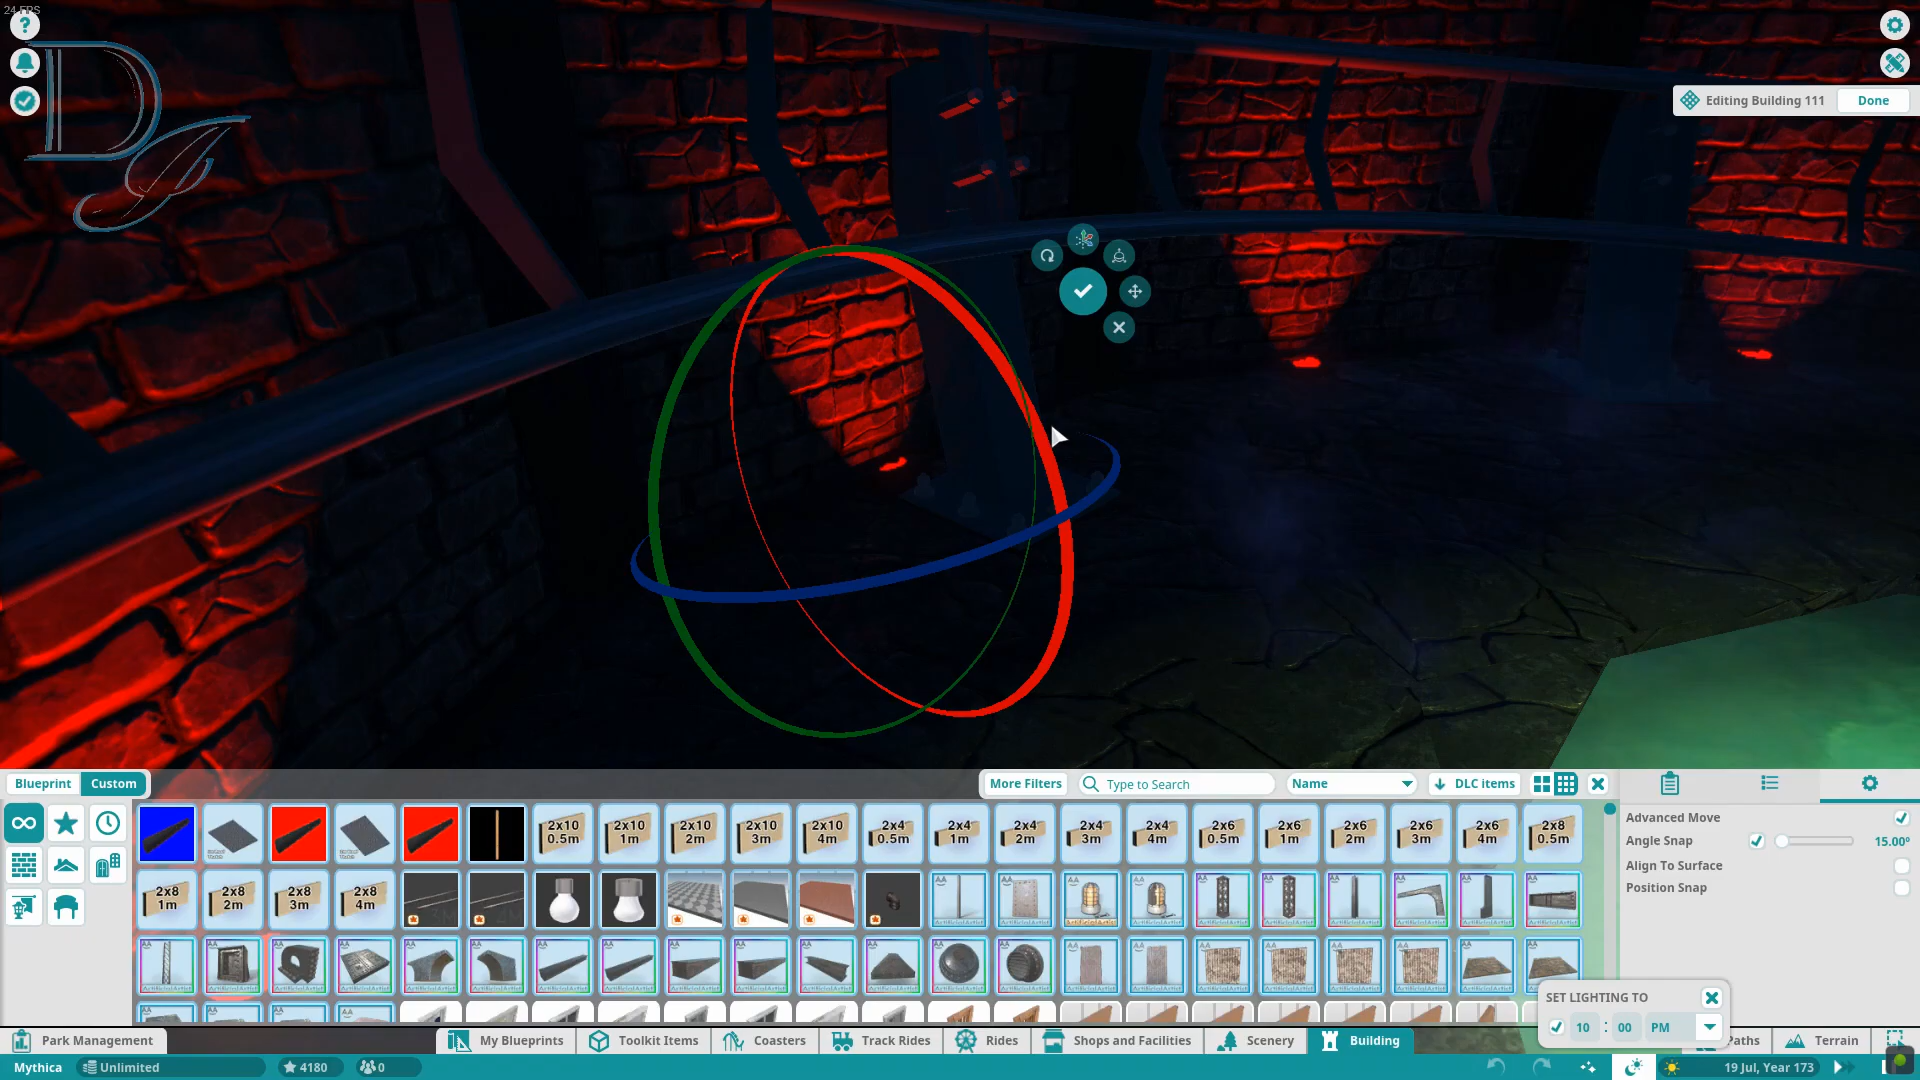 24 FPS
DJ
Editing Building 111
Done
Blueprint
Custom
More Filters
Type to Search
Name
DLC items
Advanced Move
Angle Snap
15.00°
Align To Surface
Position Snap
2x10 0.5m
2x10 1m
2x10 2m
2x10 3m
2x10 4m
2x4 0.5m
2x4 1m
2x4 2m
2x4 3m
2x4 4m
2x6 0.5m
2x6 1m
2x6 2m
2x6 3m
2x6 4m
2x8 0.5m
2x8 1m
2x8 2m
2x8 3m
2x8 4m
SET LIGHTING TO
10 : 00 PM
Park Management
My Blueprints
Toolkit Items
Coasters
Track Rides
Rides
Shops and Facilities
Scenery
Building
Paths
Terrain
Mythica
Unlimited
4180
0
19 Jul, Year 173